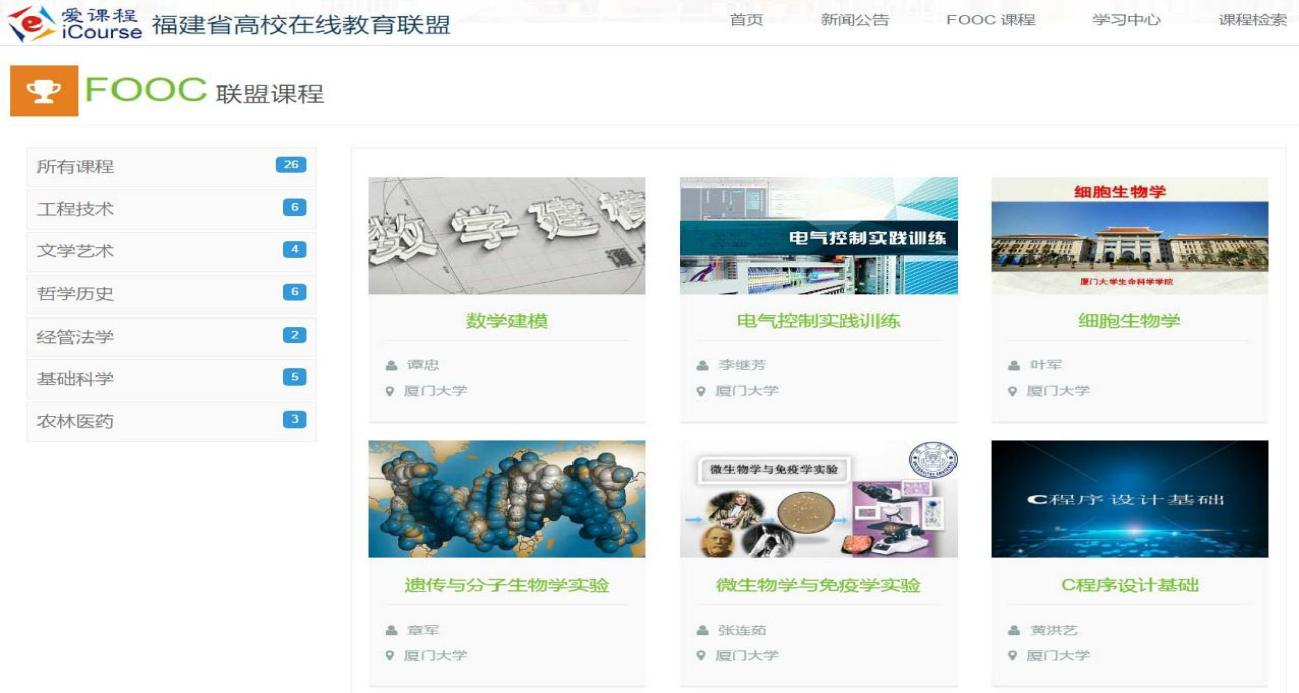 爱课程
iCourse
福建省高校在线教育联盟
首页 新闻公告 FOOC 课程 学习中心 课程检索
FOOC 联盟课程
所有课程 26
工程技术 6
文学艺术 4
哲学历史 6
经管法学 2
基础科学 5
农林医药 3
数学建模
电气控制实践训练
细胞生物学
厦门大学生命科学学院
数学建模
电气控制实践训练
细胞生物学
谭忠
李继芳
叶军
厦门大学
厦门大学
厦门大学
微生物学与免疫学实验
C程序设计基础
遗传与分子生物学实验
微生物学与免疫学实验
C程序设计基础
章军
张连茹
黄洪艺
厦门大学
厦门大学
厦门大学